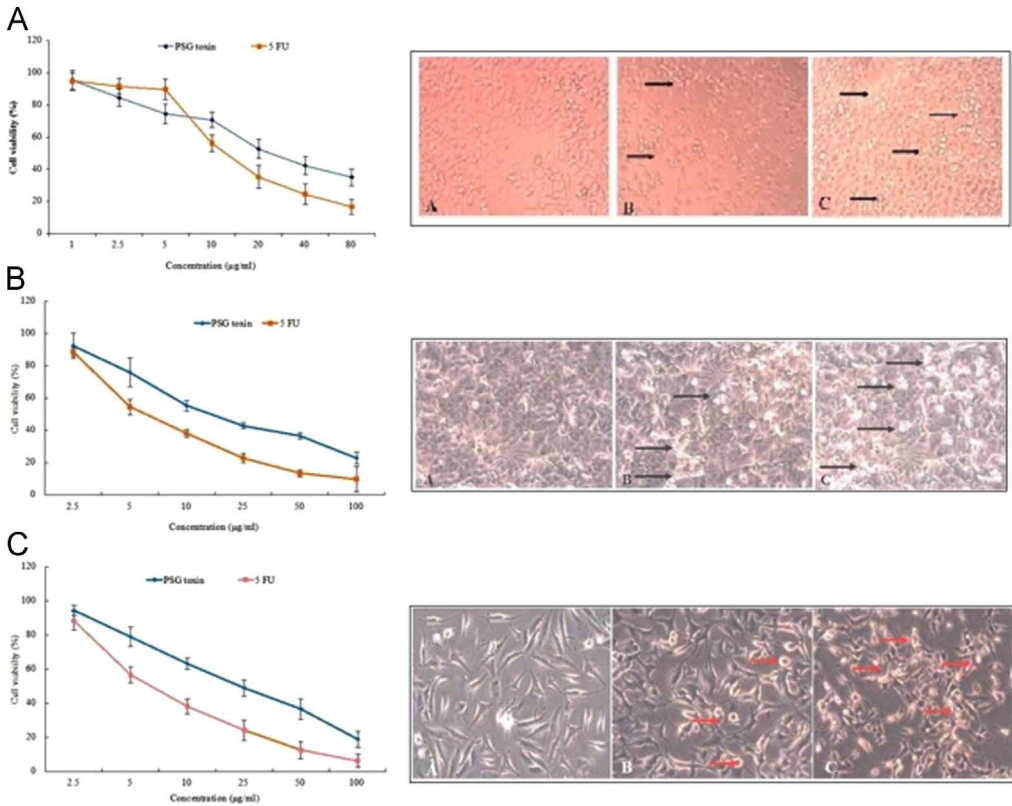 A
120
PSG toxin 5 FU
100
80
60
40
20
0
Cell viability (%)
1 2.5 5 10 20 40 80
Concentration (µg/ml)
A B C
B
120
PSG toxin 5 FU
100
80
60
40
20
0
Cell viability (%)
2.5 5 10 25 50 100
Concentration (µg/ml)
A B C
C
120
PSG toxin 5 FU
100
80
60
40
20
0
Cell viability (%)
2.5 5 10 25 50 100
Concentration (µg/ml)
A B C